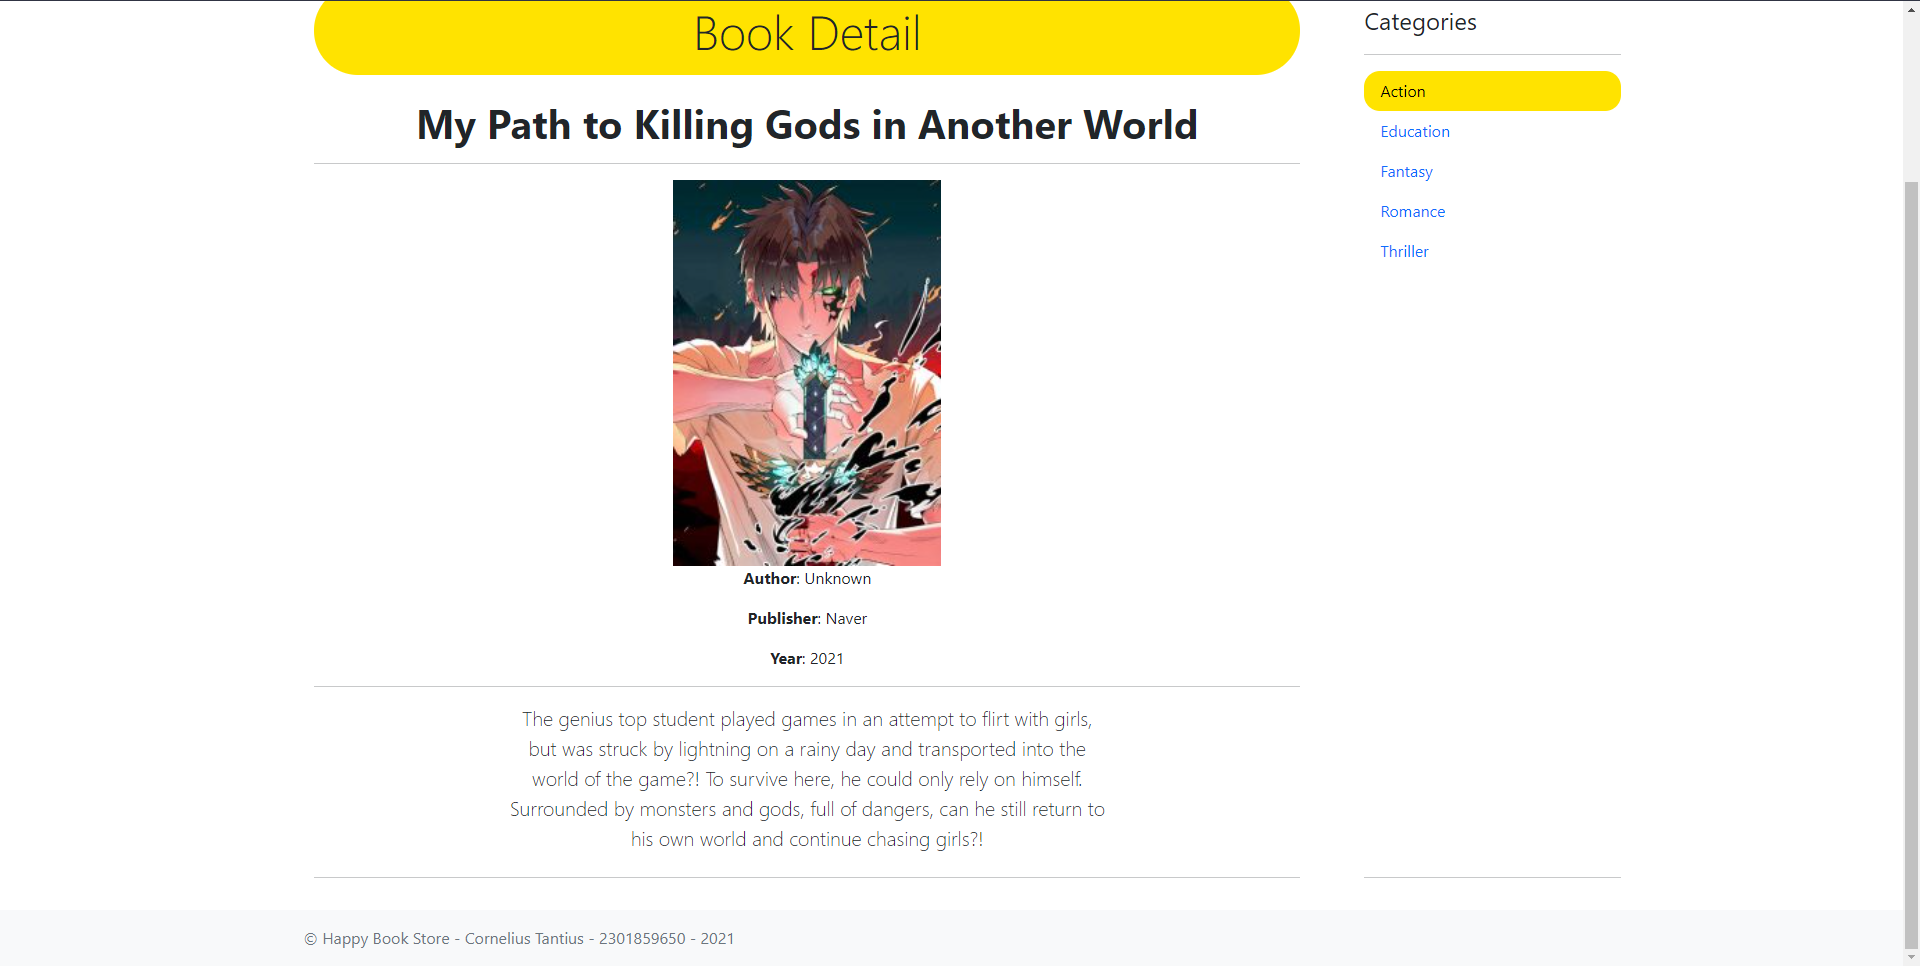 Book Detail
My Path to Killing Gods in Another World
Author: Unknown
Publisher: Naver
Year: 2021
The genius top student played games in an attempt to flirt with girls,
but was struck by lightning on a rainy day and transported into the
world of the game?! To survive here, he could only rely on himself.
Surrounded by monsters and gods, full of dangers, can he still return to
his own world and continue chasing girls?!
Categories
Action
Education
Fantasy
Romance
Thriller
© Happy Book Store - Cornelius Tantius - 2301859650 - 2021